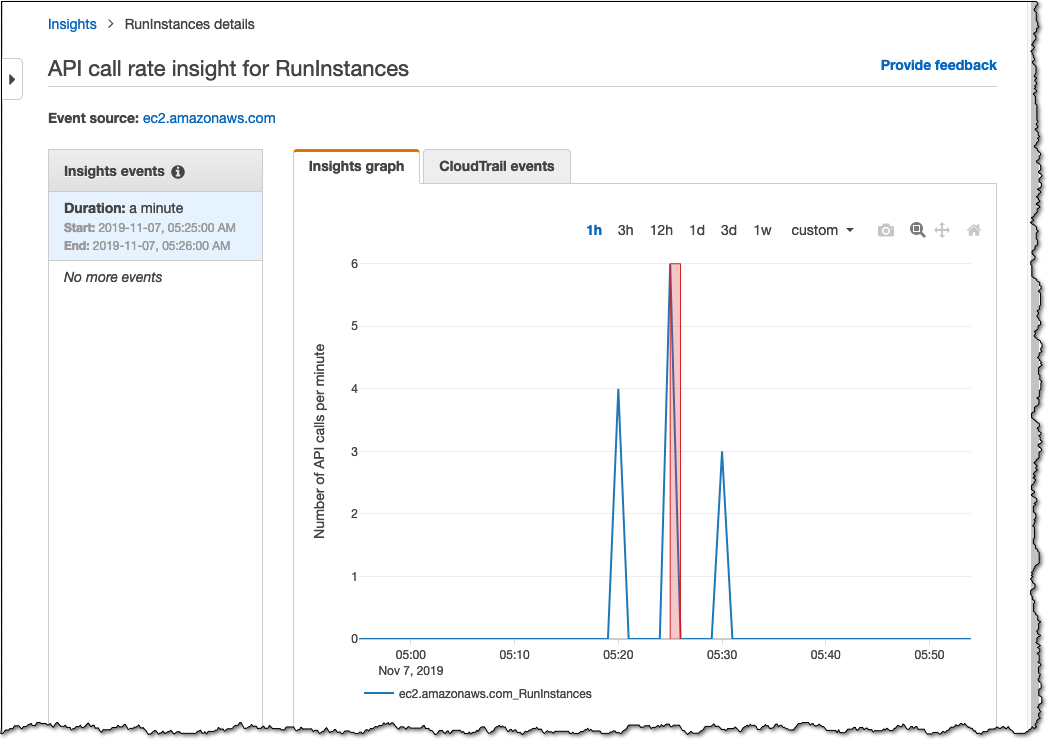 Insights > RunInstances details
API call rate insight for RunInstances
Provide feedback
Event source: ec2.amazonaws.com
Insights events
Duration: a minute
Start: 2019-11-07, 05:25:00 AM
End: 2019-11-07, 05:26:00 AM
No more events
Insights graph
CloudTrail events
1h 3h 12h 1d 3d 1w custom
Number of API calls per minute
6
5
4
3
2
1
0
05:00 05:10 05:20 05:30 05:40 05:50
Nov 7, 2019
ec2.amazonaws.com_RunInstances